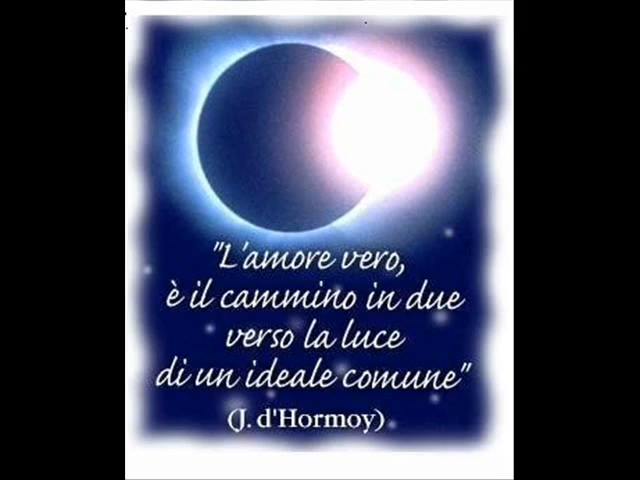 "L'amore vero,
è il cammino in due
verso la luce
di un ideale comune"
(J. d'Hormoy)